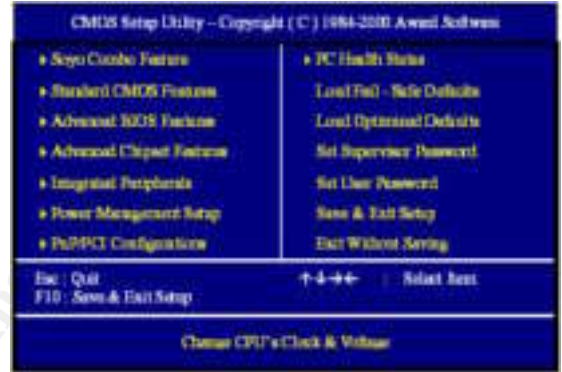 CMOS Setup Utility – Copyright ( C ) 1984-2000 Award Software
▸ Soyo Combo Feature
▸ Standard CMOS Features
▸ Advanced BIOS Features
▸ Advanced Chipset Features
▸ Integrated Peripherals
▸ Power Management Setup
▸ PnP/PCI Configurations
▸ PC Health Status
Load Fail - Safe Defaults
Load Optimized Defaults
Set Supervisor Password
Set User Password
Save & Exit Setup
Exit Without Saving
Esc : Quit
F10 : Save & Exit Setup
↑↓→← : Select Item
Change CPU's Clock & Voltage